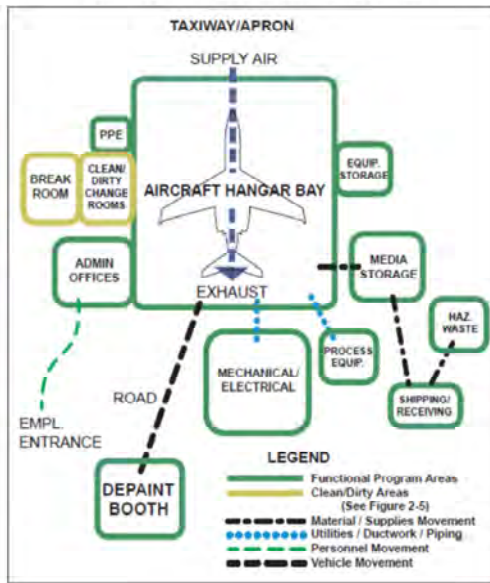 TAXIWAY/APRON
SUPPLY AIR
PPE
BREAK
ROOM
CLEAN/
DIRTY
CHANGE
ROOMS
AIRCRAFT HANGAR BAY
EQUIP.
STORAGE
ADMIN
OFFICES
MEDIA
STORAGE
EXHAUST
HAZ.
WASTE
MECHANICAL/
ELECTRICAL
PROCESS
EQUIP.
ROAD
SHIPPING/
RECEIVING
EMPL.
ENTRANCE
DEPAINT
BOOTH
LEGEND
Functional Program Areas
Clean/Dirty Areas
(See Figure 2-5)
Material / Supplies Movement
Utilities / Ductwork / Piping
Personnel Movement
Vehicle Movement